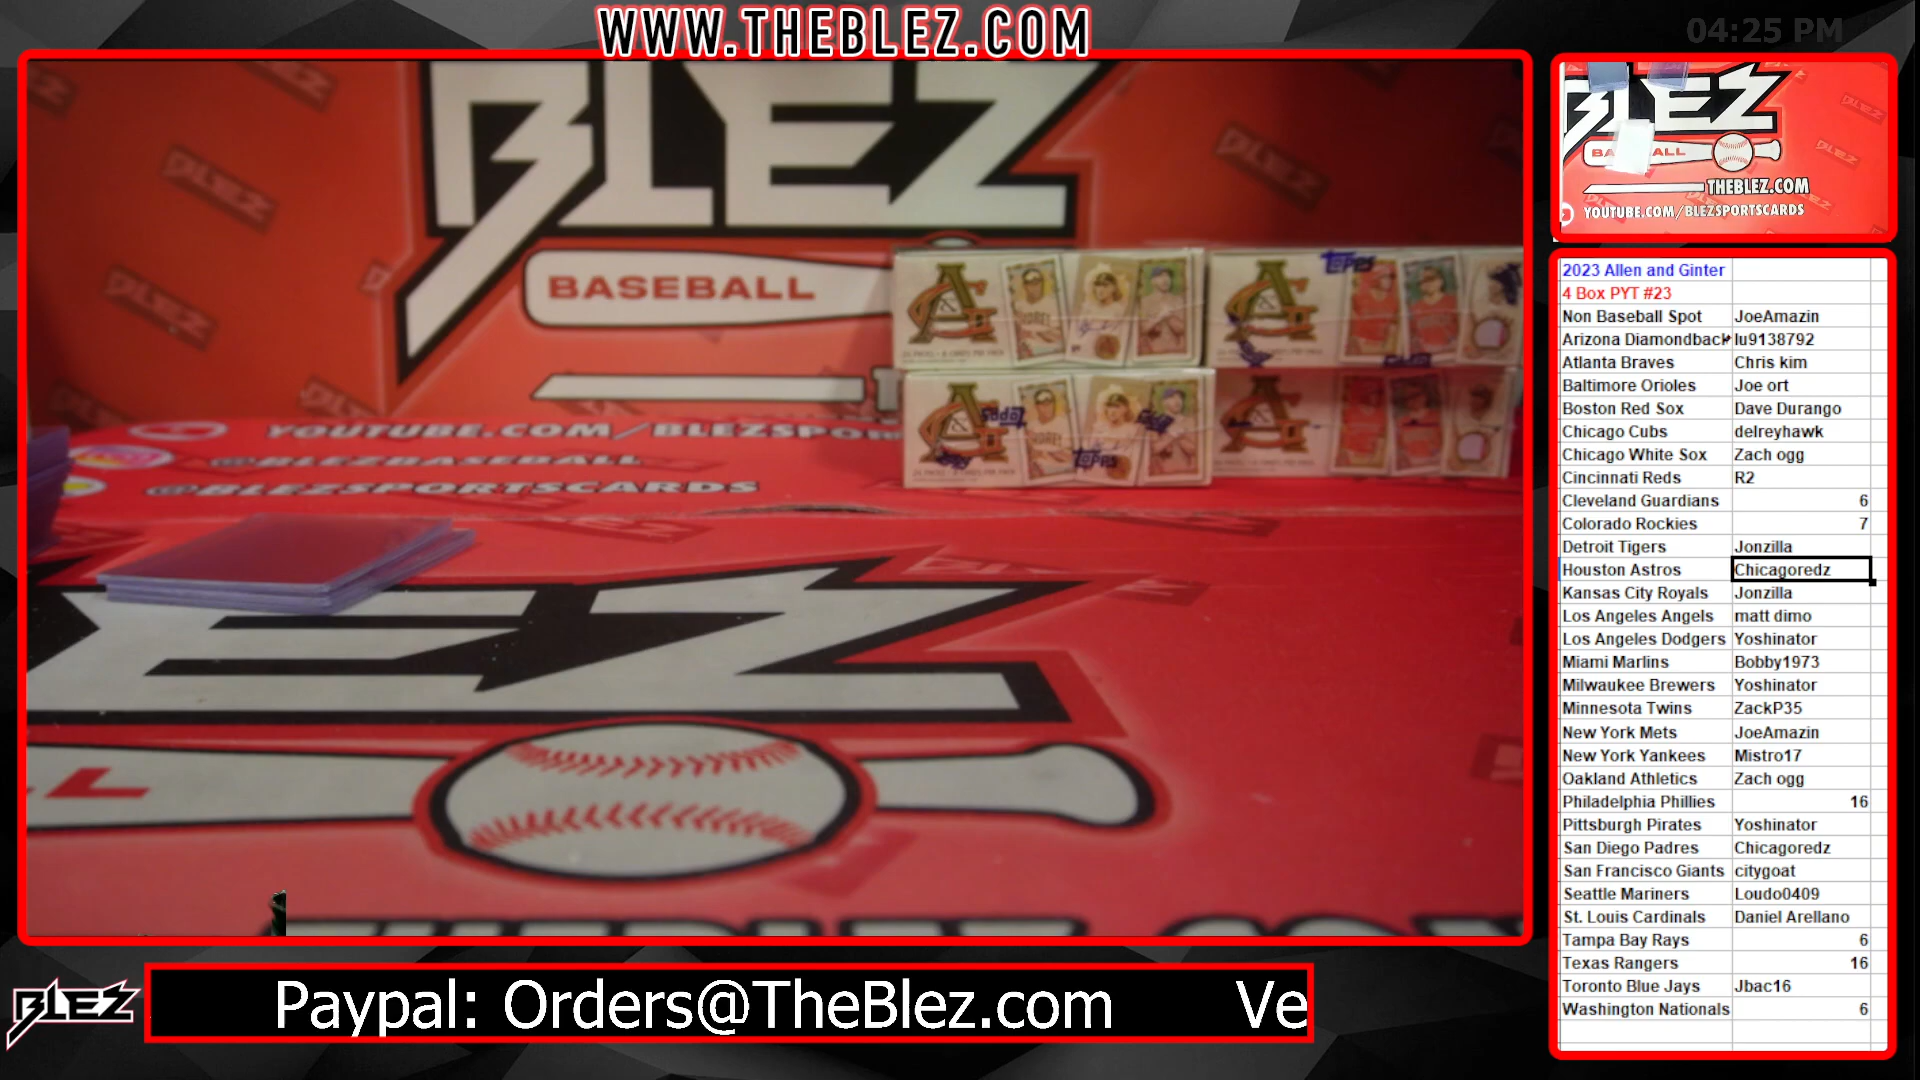 WWW.THEBLEZ.COM
04:25 PM
BLEZ
BASEBALL
YOUTUBE.COM/BLEZSPOR
@BLEZBASEBALL
@BLEZSPORTSCARDS
EZ
BLEZ
THEBLEZ.COM
YOUTUBE.COM/BLEZSPORTSCARDS
2023 Allen and Ginter
4 Box PYT #23
Non Baseball Spot JoeAmazin
Arizona Diamondback lu9138792
Atlanta Braves Chris kim
Baltimore Orioles Joe ort
Boston Red Sox Dave Durango
Chicago Cubs delreyhawk
Chicago White Sox Zach ogg
Cincinnati Reds R2
Cleveland Guardians 6
Colorado Rockies 7
Detroit Tigers Jonzilla
Houston Astros Chicagoredz
Kansas City Royals Jonzilla
Los Angeles Angels matt dimo
Los Angeles Dodgers Yoshinator
Miami Marlins Bobby1973
Milwaukee Brewers Yoshinator
Minnesota Twins ZackP35
New York Mets JoeAmazin
New York Yankees Mistro17
Oakland Athletics Zach ogg
Philadelphia Phillies 16
Pittsburgh Pirates Yoshinator
San Diego Padres Chicagoredz
San Francisco Giants citygoat
Seattle Mariners Loudo0409
St. Louis Cardinals Daniel Arellano
Tampa Bay Rays 6
Texas Rangers 16
Toronto Blue Jays Jbac16
Washington Nationals 6
BLEZ
Paypal: Orders@TheBlez.com Ve